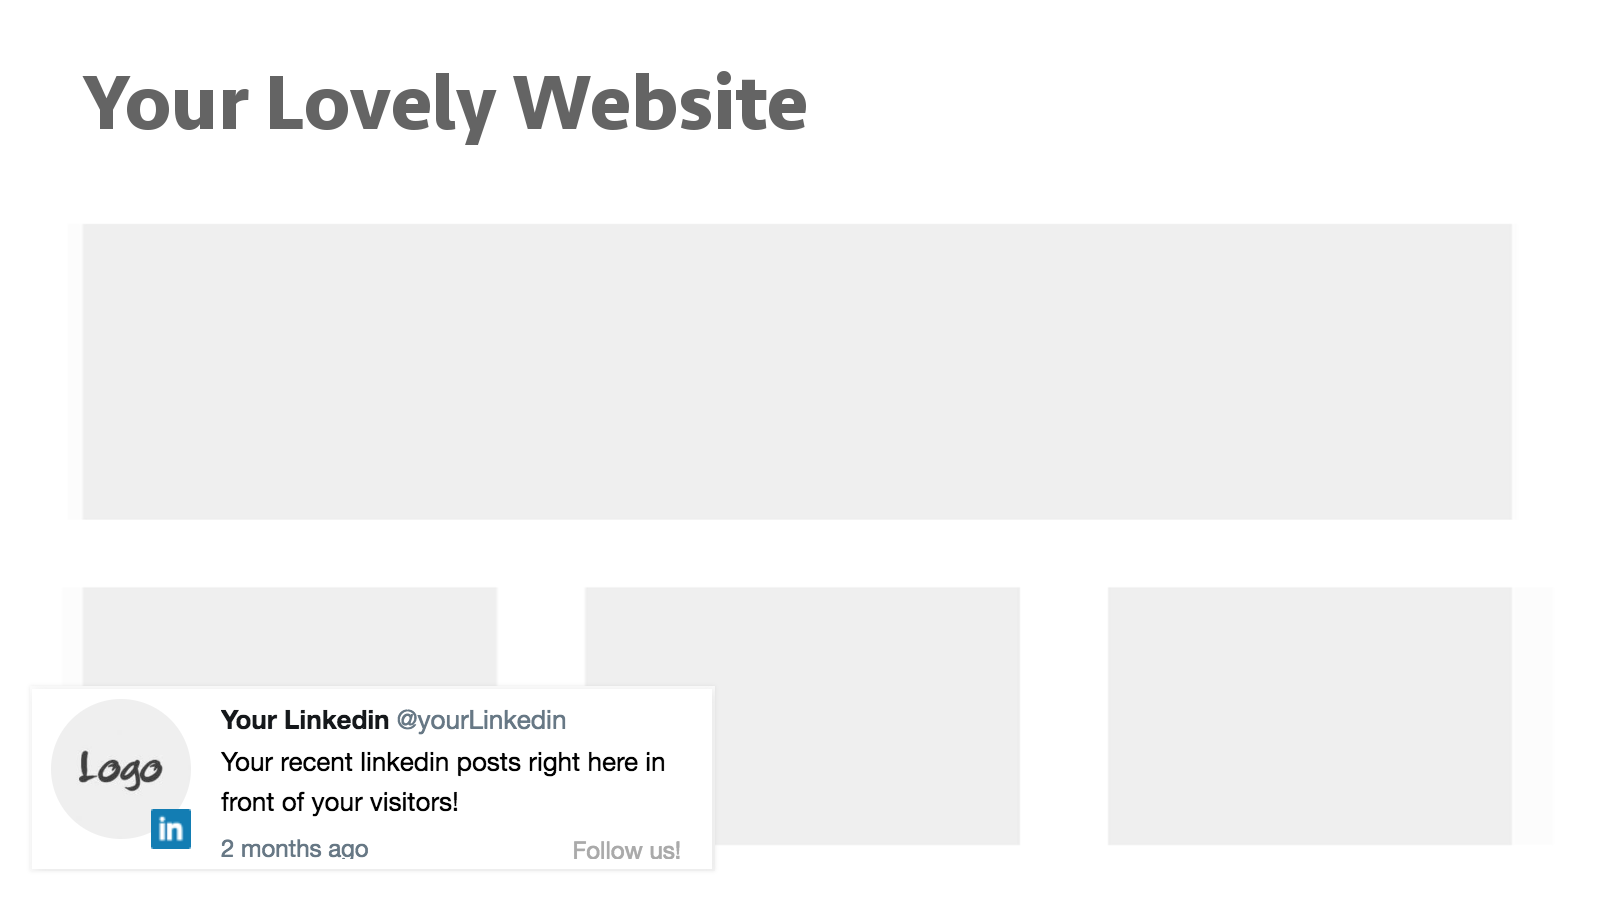 Your Lovely Website
Logo
in
Your Linkedin @yourLinkedin
Your recent linkedin posts right here in
front of your visitors!
2 months ago
Follow us!